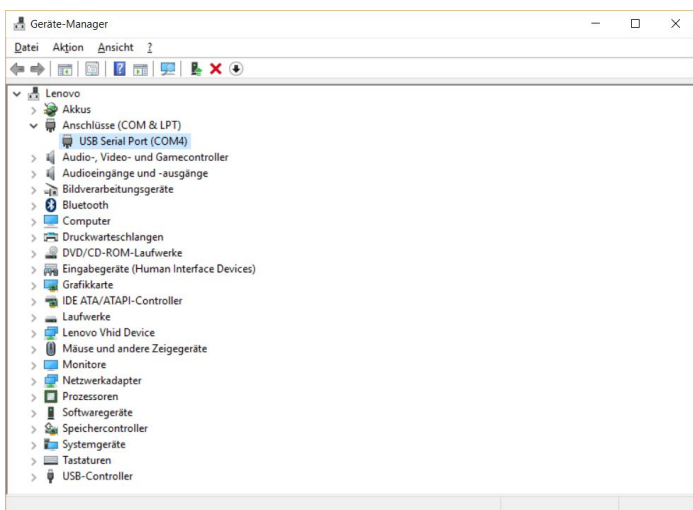 Geräte-Manager
Datei Aktion Ansicht ?
Lenovo
Akkus
Anschlüsse (COM & LPT)
USB Serial Port (COM4)
Audio-, Video- und Gamecontroller
Audioeingänge und -ausgänge
Bildverarbeitungsgeräte
Bluetooth
Computer
Druckwarteschlangen
DVD/CD-ROM-Laufwerke
Eingabegeräte (Human Interface Devices)
Grafikkarte
IDE ATA/ATAPI-Controller
Laufwerke
Lenovo Vhid Device
Mäuse und andere Zeigegeräte
Monitore
Netzwerkadapter
Prozessoren
Softwaregeräte
Speichercontroller
Systemgeräte
Tastaturen
USB-Controller